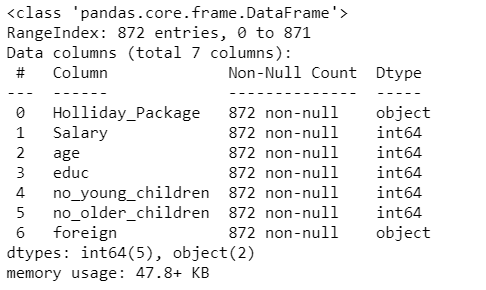 <class 'pandas.core.frame.DataFrame'>
RangeIndex: 872 entries, 0 to 871
Data columns (total 7 columns):
 #   Column             Non-Null Count  Dtype
---  ------             --------------  -----
 0   Holliday_Package   872 non-null    object
 1   Salary             872 non-null    int64
 2   age                872 non-null    int64
 3   educ               872 non-null    int64
 4   no_young_children  872 non-null    int64
 5   no_older_children  872 non-null    int64
 6   foreign            872 non-null    object
dtypes: int64(5), object(2)
memory usage: 47.8+ KB